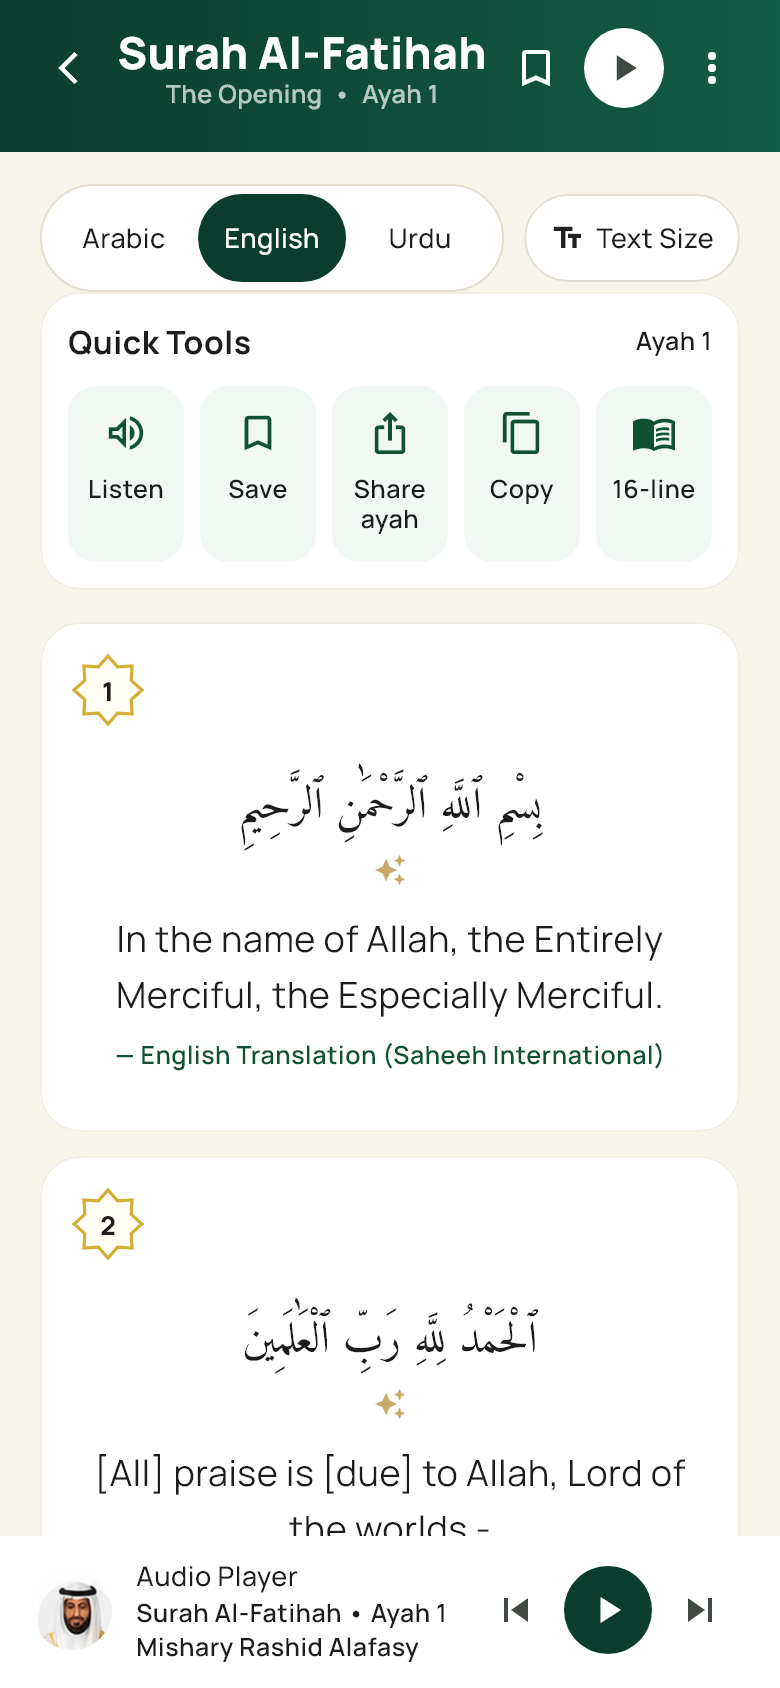 Surah Al-Fatihah
The Opening • Ayah 1
Arabic
English
Urdu
Text Size
Quick Tools
Ayah 1
Listen
Save
Share
ayah
Copy
16-line
1
بِسْمِ ٱللَّهِ ٱلرَّحْمَٰنِ ٱلرَّحِيمِ
In the name of Allah, the Entirely
Merciful, the Especially Merciful.
— English Translation (Saheeh International)
2
ٱلْحَمْدُ لِلَّهِ رَبِّ ٱلْعَٰلَمِينَ
[All] praise is [due] to Allah, Lord of
the worlds -
Audio Player
Surah Al-Fatihah • Ayah 1
Mishary Rashid Alafasy